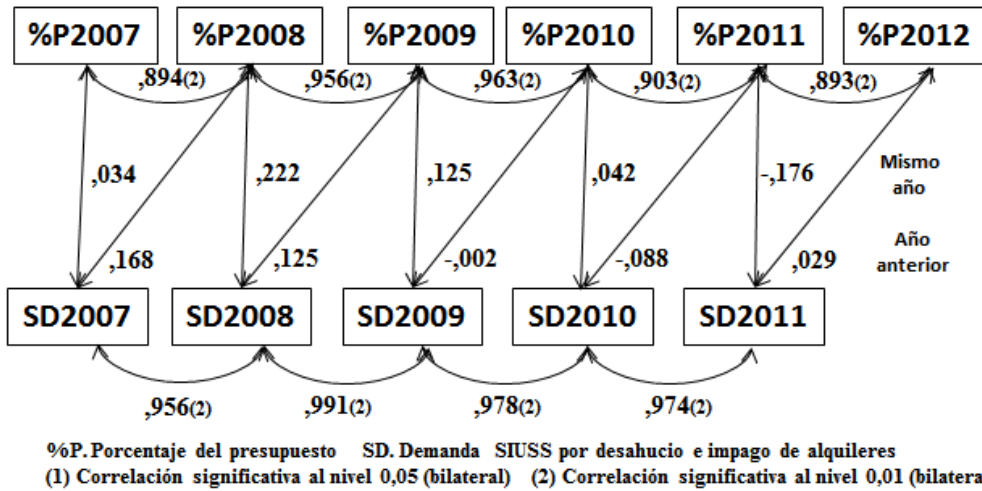 %P2007 %P2008 %P2009 %P2010 %P2011 %P2012
,894(2) ,956(2) ,963(2) ,903(2) ,893(2)
,034 ,222 ,125 ,042 -,176 Mismo
año
,168 ,125 -,002 -,088 ,029 Año
anterior
SD2007 SD2008 SD2009 SD2010 SD2011
,956(2) ,991(2) ,978(2) ,974(2)
%P. Porcentaje del presupuesto SD. Demanda SIUSS por desahucio e impago de alquileres
(1) Correlación significativa al nivel 0,05 (bilateral) (2) Correlación significativa al nivel 0,01 (bilatera